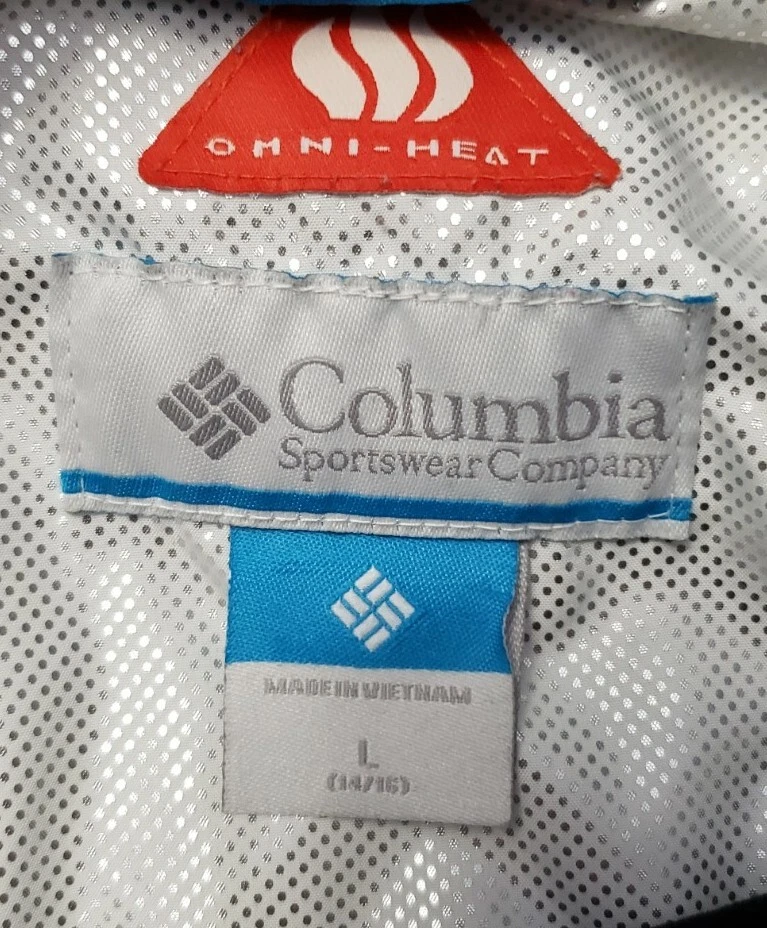 OMNI-HEAT
Columbia
Sportswear Company
MADE IN VIETNAM
L
(14/16)